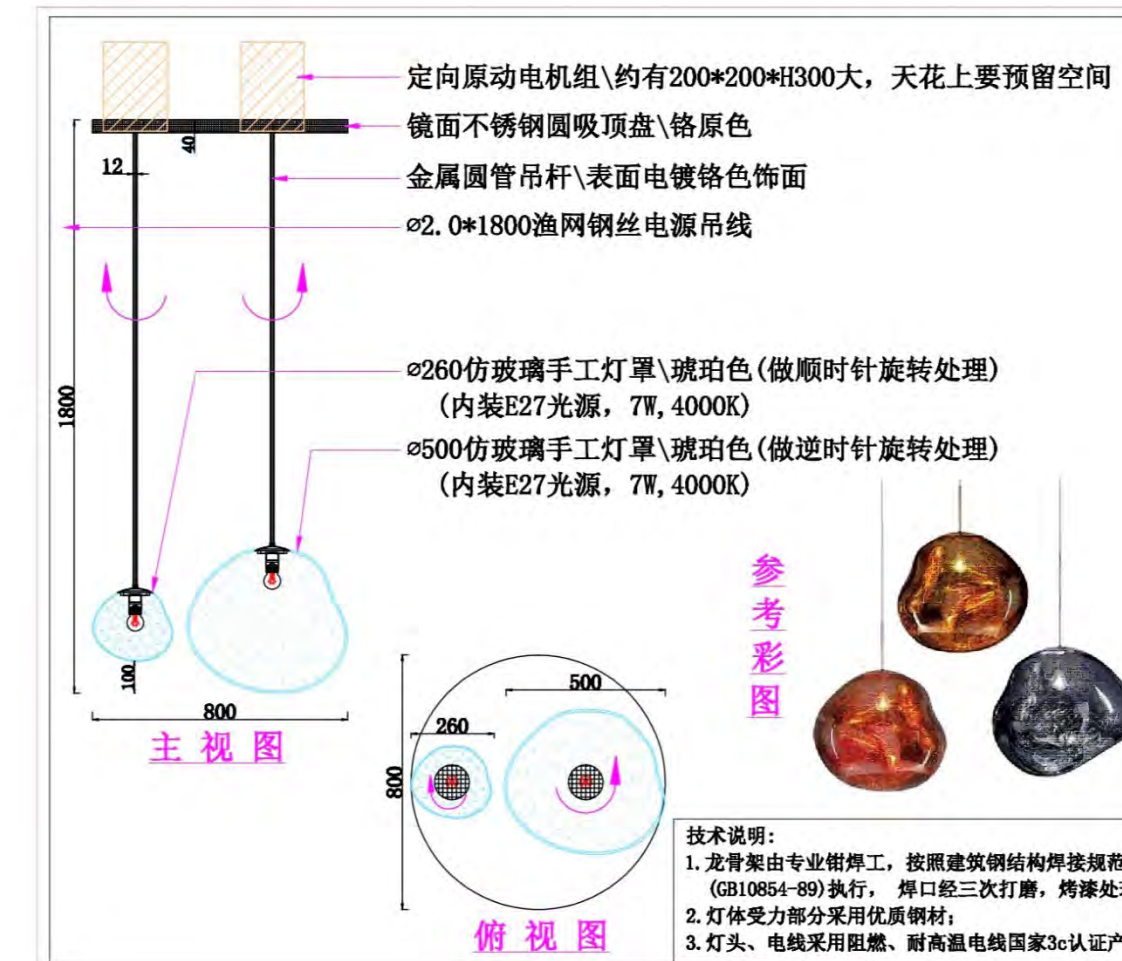 定向原动电机组\约有200*200*H300大，天花上要预留空间
镜面不锈钢圆吸顶盘\铬原色
40
12
金属圆管吊杆\表面电镀铬色饰面
⌀2.0*1800渔网钢丝电源吊线
1800
⌀260仿玻璃手工灯罩\琥珀色(做顺时针旋转处理)
(内装E27光源，7W,4000K)
⌀500仿玻璃手工灯罩\琥珀色(做逆时针旋转处理)
(内装E27光源，7W,4000K)
100
800
主视图
参考彩图
500
260
800
俯视图
技术说明:
1.龙骨架由专业钳焊工，按照建筑钢结构焊接规范
(GB10854-89)执行， 焊口经三次打磨，烤漆处
2.灯体受力部分采用优质钢材;
3.灯头、电线采用阻燃、耐高温电线国家3c认证产